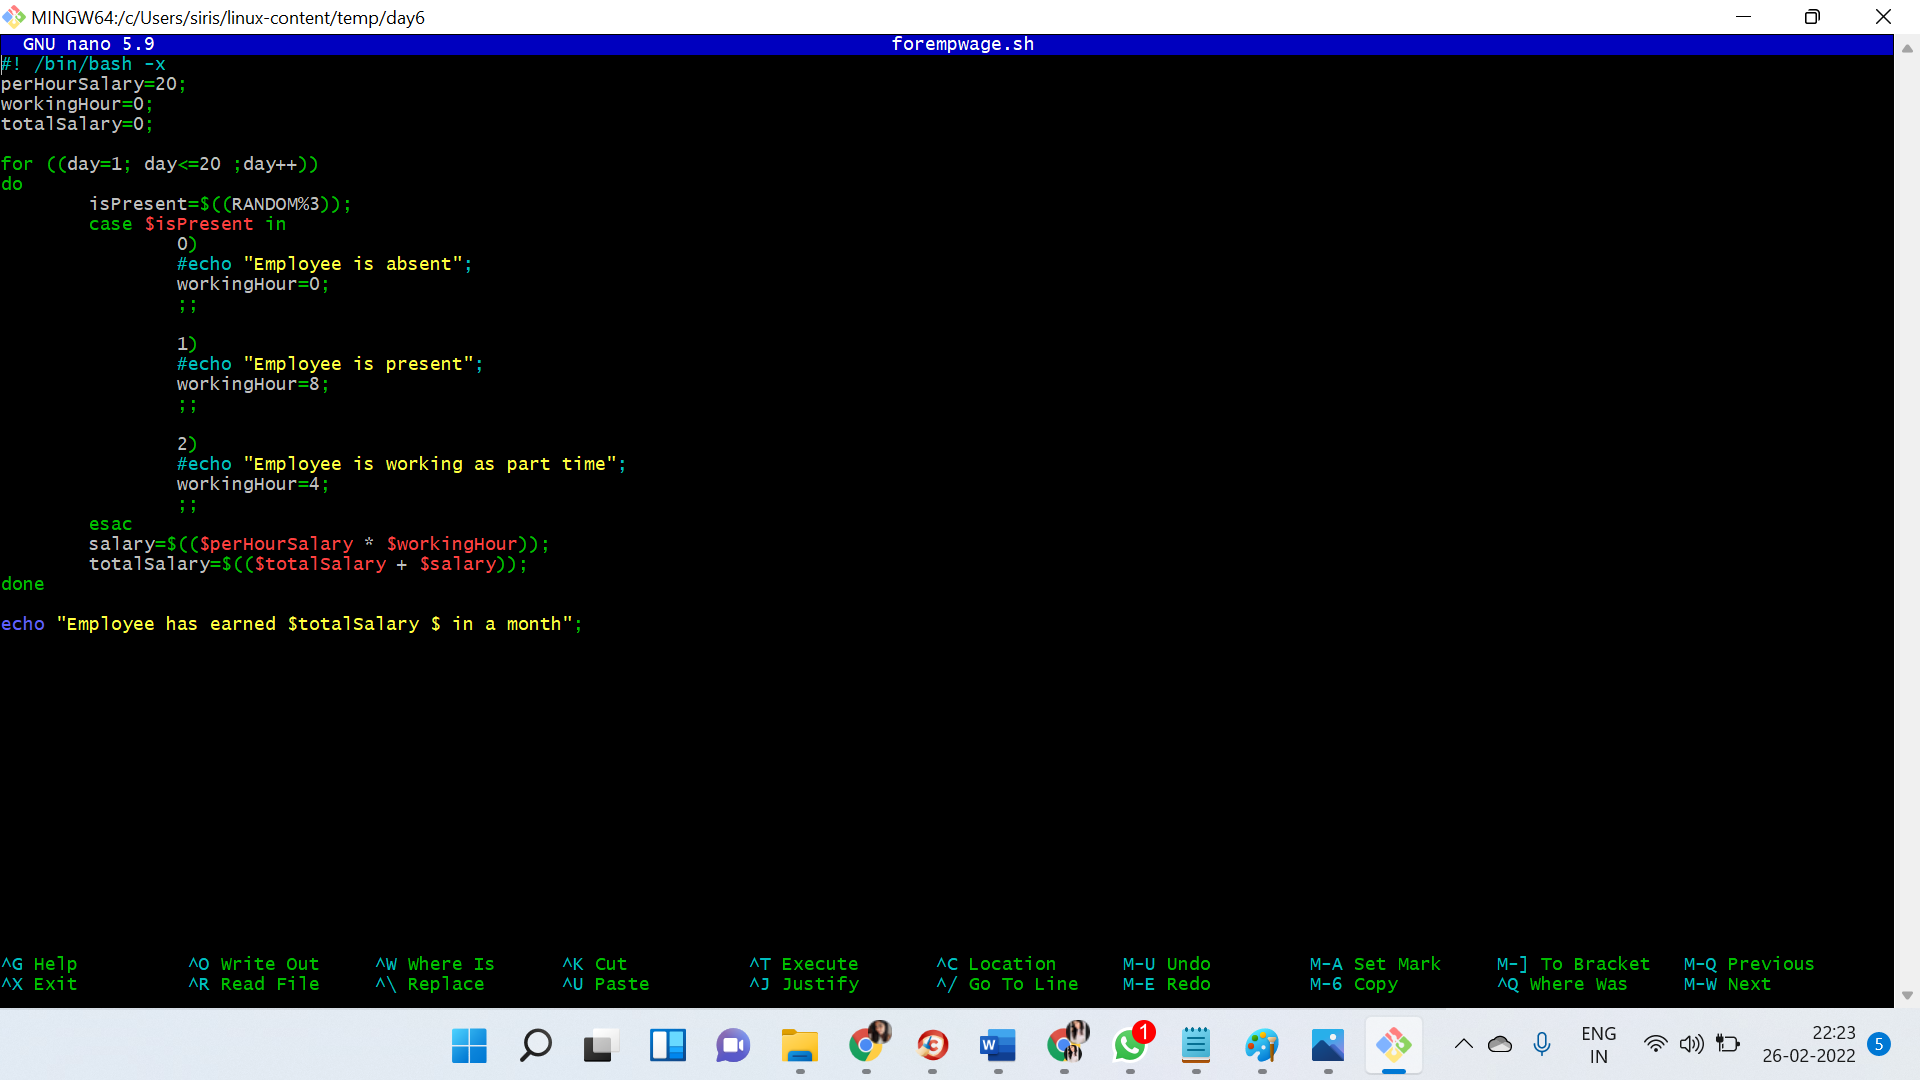 MINGW64:/c/Users/siris/linux-content/temp/day6
GNU nano 5.9 forempwage.sh
#! /bin/bash -x
perHourSalary=20;
workingHour=0;
totalSalary=0;
for ((day=1; day<=20 ;day++))
do
isPresent=$((RANDOM%3));
case $isPresent in
0)
#echo "Employee is absent";
workingHour=0;
;;
1)
#echo "Employee is present";
workingHour=8;
;;
2)
#echo "Employee is working as part time";
workingHour=4;
;;
esac
salary=$(($perHourSalary * $workingHour));
totalSalary=$(($totalSalary + $salary));
done
echo "Employee has earned $totalSalary $ in a month";
^G Help ^O Write Out ^W Where Is ^K Cut ^T Execute ^C Location M-U Undo M-A Set Mark M-] To Bracket M-Q Previous
^X Exit ^R Read File ^\ Replace ^U Paste ^J Justify ^/ Go To Line M-E Redo M-6 Copy ^Q Where Was M-W Next
W 1 ENG 22:23
IN 26-02-2022 5